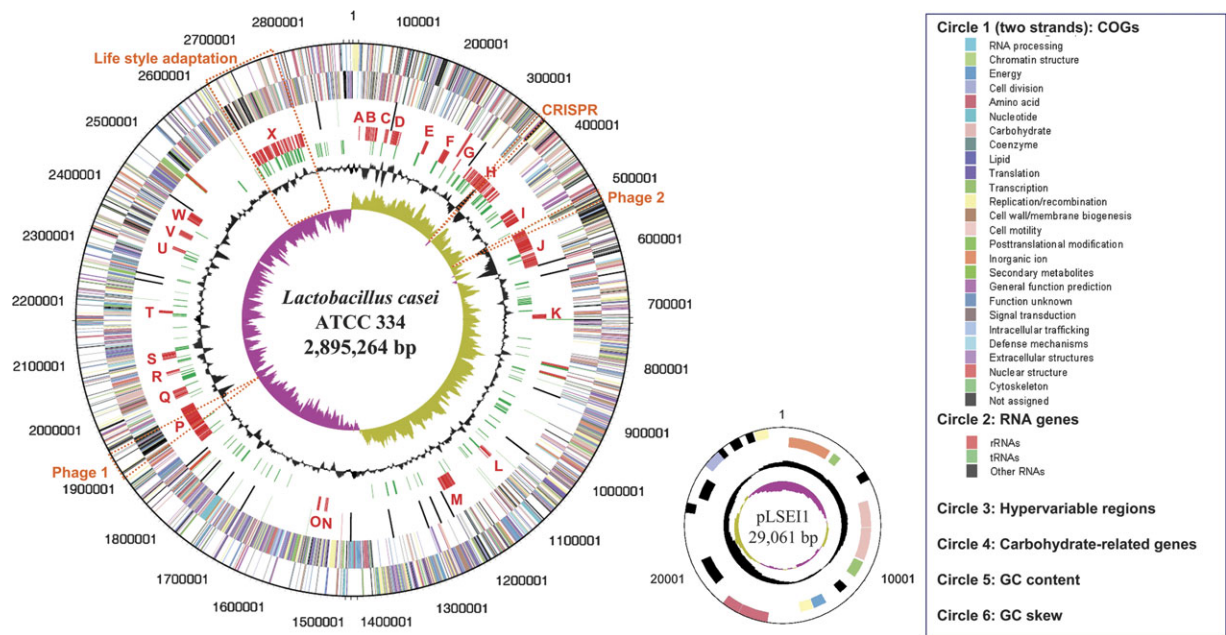 1
100001
200001
300001
400001
500001
600001
700001
800001
900001
1000001
1100001
1200001
1300001
1400001
1500001
1600001
1700001
1800001
1900001
2000001
2100001
2200001
2300001
2400001
2500001
2600001
2700001
2800001
Life style adaptation
CRISPR
Phage 2
Phage 1
A
B
C
D
E
F
G
H
I
J
K
L
M
N
O
P
Q
R
S
T
U
V
W
X
Lactobacillus casei
ATCC 334
2,895,264 bp
1
10001
20001
pLSEI1
29,061 bp
Circle 1 (two strands): COGs
RNA processing
Chromatin structure
Energy
Cell division
Amino acid
Nucleotide
Carbohydrate
Coenzyme
Lipid
Translation
Transcription
Replication/recombination
Cell wall/membrane biogenesis
Cell motility
Posttranslational modification
Inorganic ion
Secondary metabolites
General function prediction
Function unknown
Signal transduction
Intracellular trafficking
Defense mechanisms
Extracellular structures
Nuclear structure
Cytoskeleton
Not assigned
Circle 2: RNA genes
rRNAs
tRNAs
Other RNAs
Circle 3: Hypervariable regions
Circle 4: Carbohydrate-related genes
Circle 5: GC content
Circle 6: GC skew